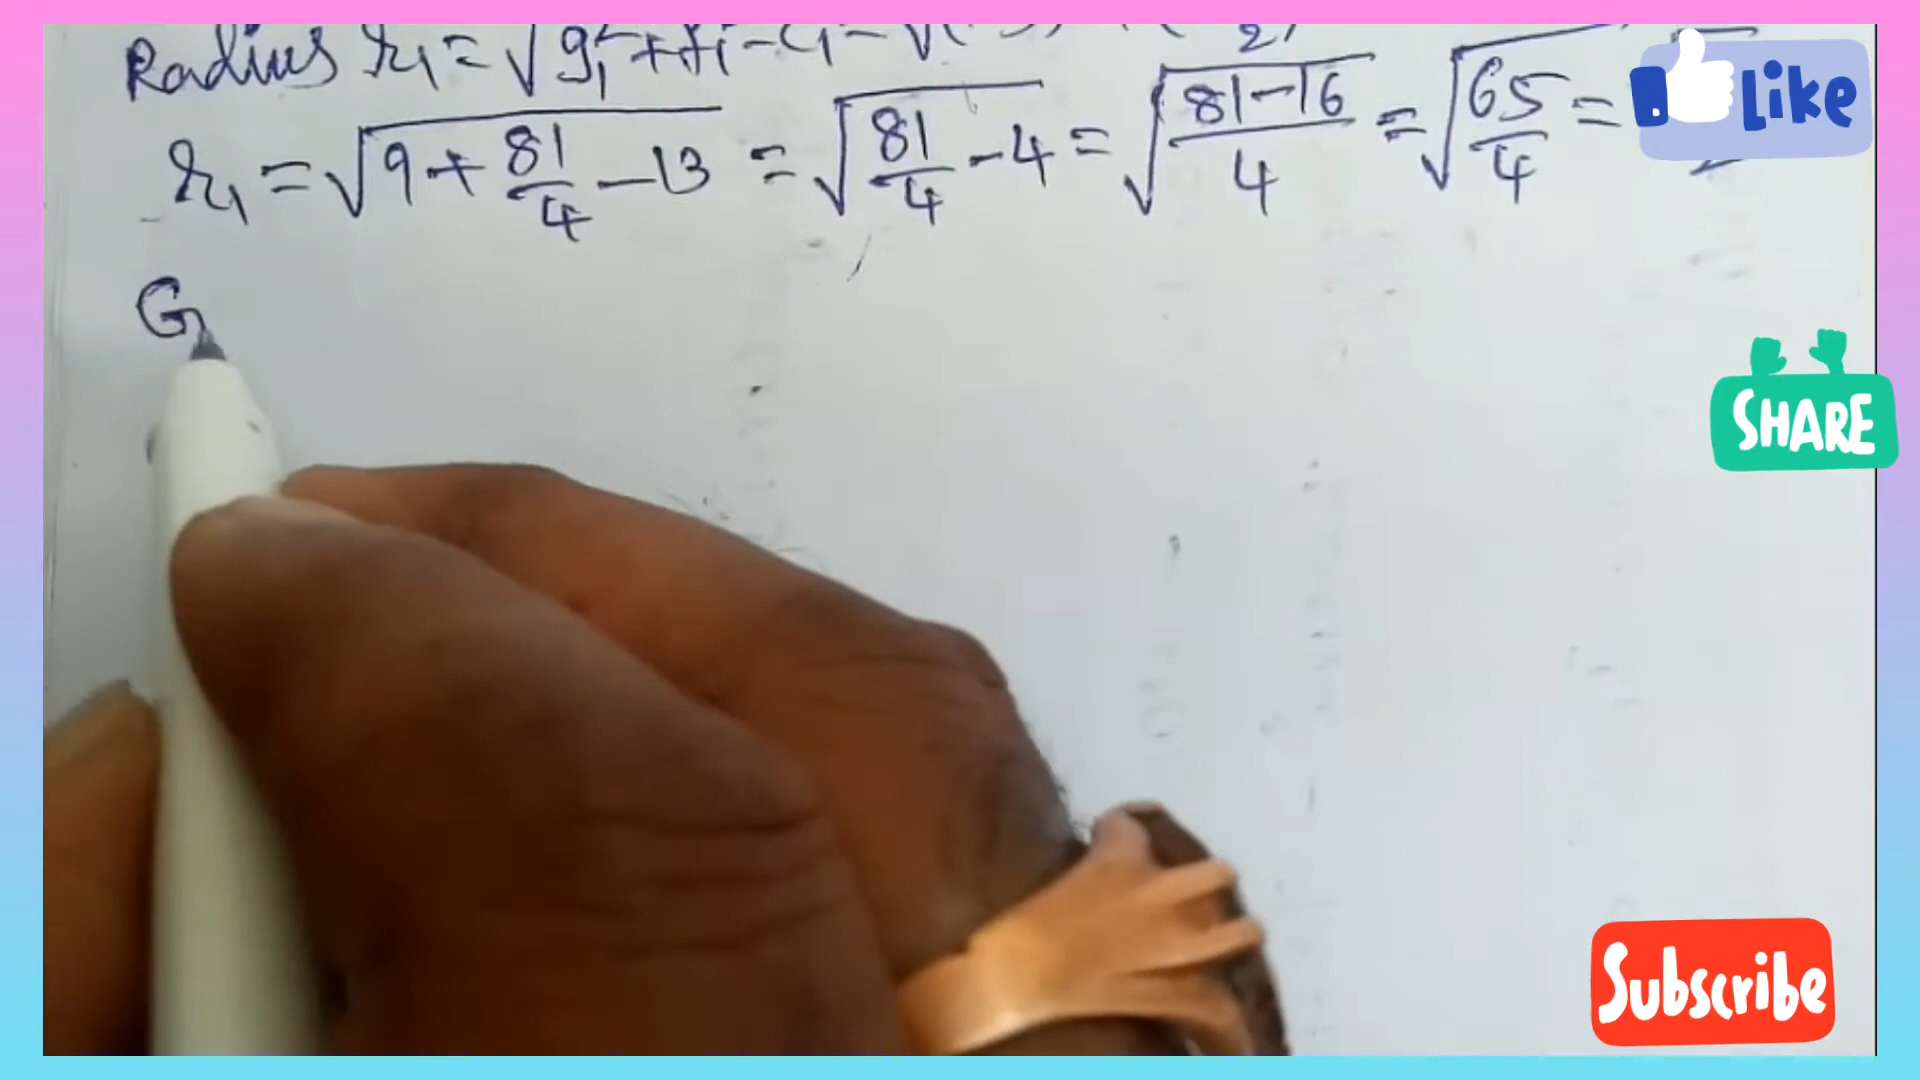 Radius r₁ = √g₁² + f₁² - c₁ = √
r₁ = √9 + 81/4 - 13 = √81/4 - 4 = √(81-16)/4 = √65/4 =
G
Like
SHARE
Subscribe